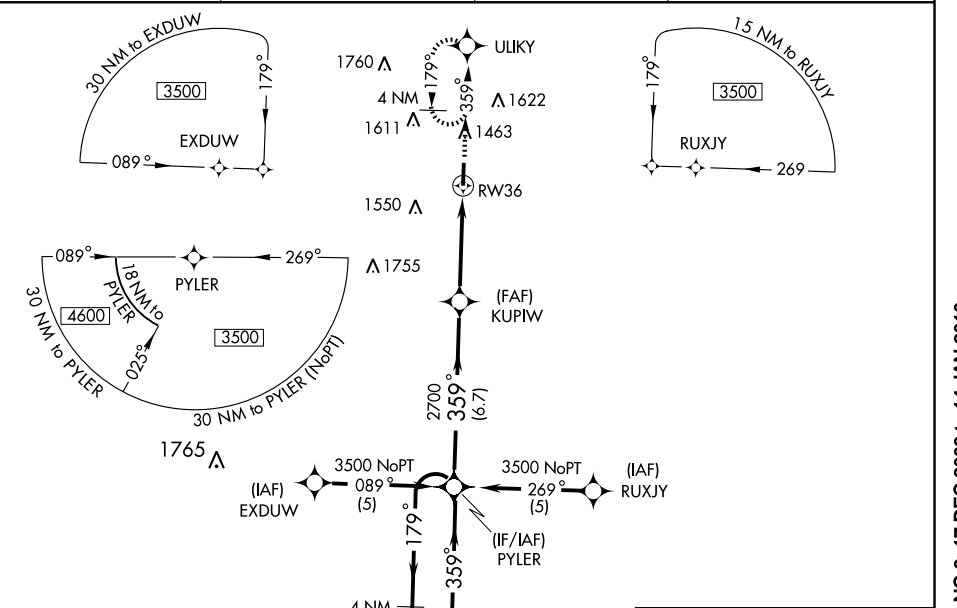 30 NM to EXDUW
3500
179°
EXDUW
089°
1760
179°
ULIKY
4 NM
359°
1622
1611
1463
15 NM to RUXJY
179°
3500
RUXJY
269
RW36
1550
089°
269°
PYLER
18 NM to
PYLER
4600
3500
025°
30 NM to PYLER
30 NM to PYLER (NoPT)
1755
(FAF)
KUPIW
2700
359°
(6.7)
1765
3500 NoPT
089°
(5)
(IAF)
EXDUW
3500 NoPT
269°
(5)
(IAF)
RUXJY
(IF/IAF)
PYLER
179°
359°
4 NM